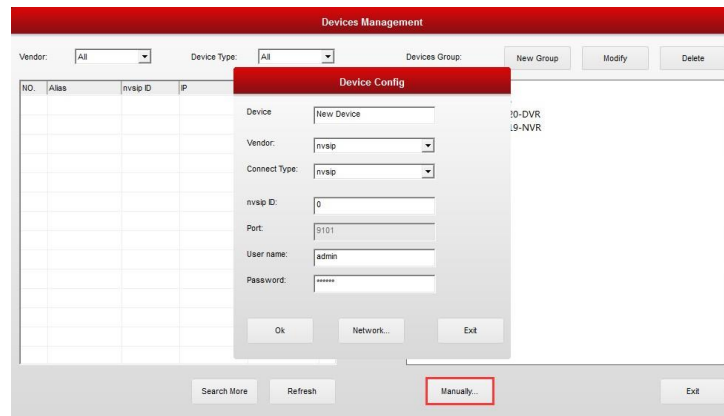 Devices Management
Vendor: All Device Type: All Devices Group: New Group Modify Delete
NO. Alias nvsip ID IP
Device Config
Device New Device
20-DVR
19-NVR
Vendor: nvsip
Connect Type: nvsip
nvsip ID: 0
Port: 9101
User name: admin
Password: ******
Ok Network... Exit
Search More Refresh Manually... Exit